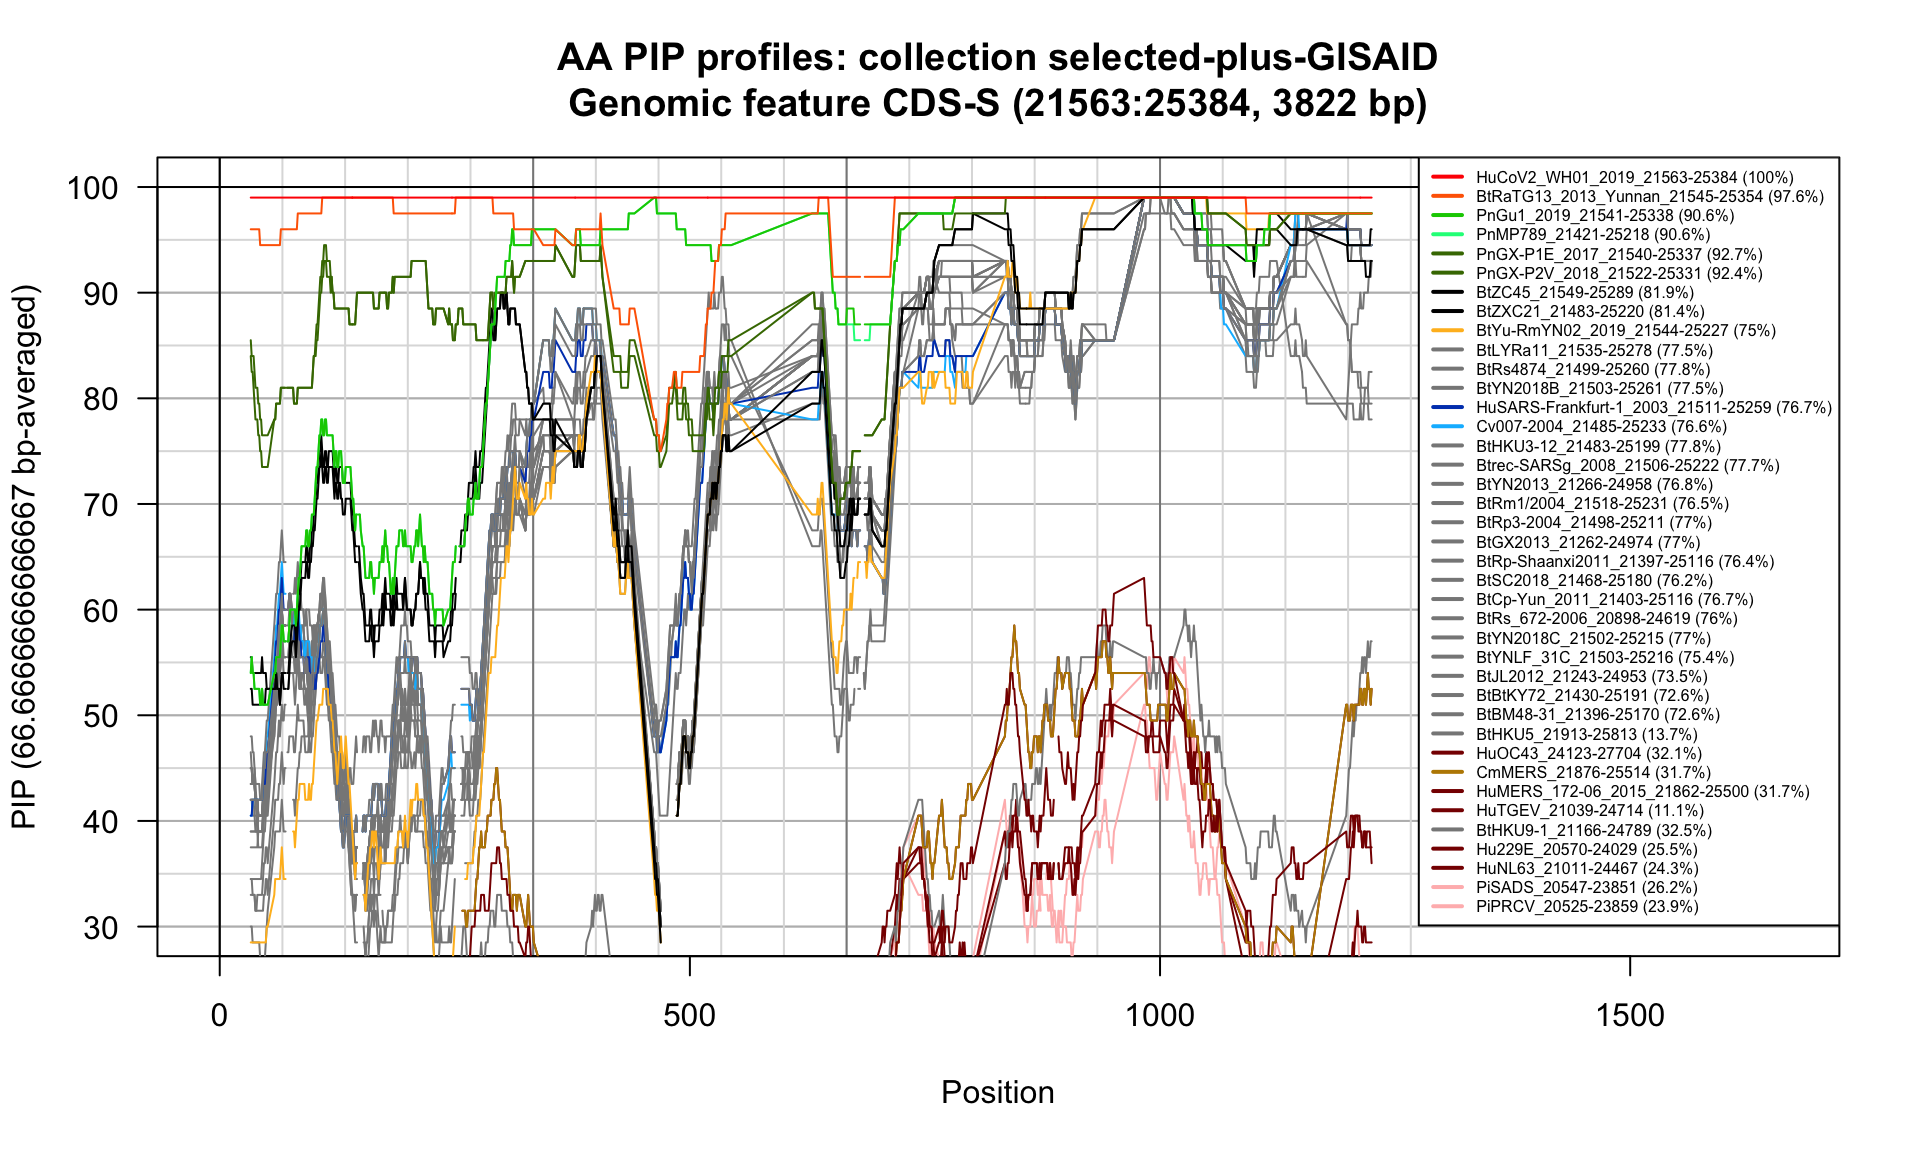 AA PIP profiles: collection selected-plus-GISAID
Genomic feature CDS-S (21563:25384, 3822 bp)
PIP (66.6666666666667 bp-averaged)
100
90
80
70
60
50
40
30
0
500
1000
1500
Position
HuCoV2_WH01_2019_21563-25384 (100%)
BtRaTG13_2013_Yunnan_21545-25354 (97.6%)
PnGu1_2019_21541-25338 (90.6%)
PnMP789_21421-25218 (90.6%)
PnGX-P1E_2017_21540-25337 (92.7%)
PnGX-P2V_2018_21522-25331 (92.4%)
BtZC45_21549-25289 (81.9%)
BtZXC21_21483-25220 (81.4%)
BtYu-RmYN02_2019_21544-25227 (75%)
BtLYRa11_21535-25278 (77.5%)
BtRs4874_21499-25260 (77.8%)
BtYN2018B_21503-25261 (77.5%)
HuSARS-Frankfurt-1_2003_21511-25259 (76.7%)
Cv007-2004_21485-25233 (76.6%)
BtHKU3-12_21483-25199 (77.8%)
Btrec-SARSg_2008_21506-25222 (77.7%)
BtYN2013_21266-24958 (76.8%)
BtRm1/2004_21518-25231 (76.5%)
BtRp3-2004_21498-25211 (77%)
BtGX2013_21262-24974 (77%)
BtRp-Shaanxi2011_21397-25116 (76.4%)
BtSC2018_21468-25180 (76.2%)
BtCp-Yun_2011_21403-25116 (76.7%)
BtRs_672-2006_20898-24619 (76%)
BtYN2018C_21502-25215 (77%)
BtYNLF_31C_21503-25216 (75.4%)
BtJL2012_21243-24953 (73.5%)
BtBtKY72_21430-25191 (72.6%)
BtBM48-31_21396-25170 (72.6%)
BtHKU5_21913-25813 (13.7%)
HuOC43_24123-27704 (32.1%)
CmMERS_21876-25514 (31.7%)
HuMERS_172-06_2015_21862-25500 (31.7%)
HuTGEV_21039-24714 (11.1%)
BtHKU9-1_21166-24789 (32.5%)
Hu229E_20570-24029 (25.5%)
HuNL63_21011-24467 (24.3%)
PiSADS_20547-23851 (26.2%)
PiPRCV_20525-23859 (23.9%)